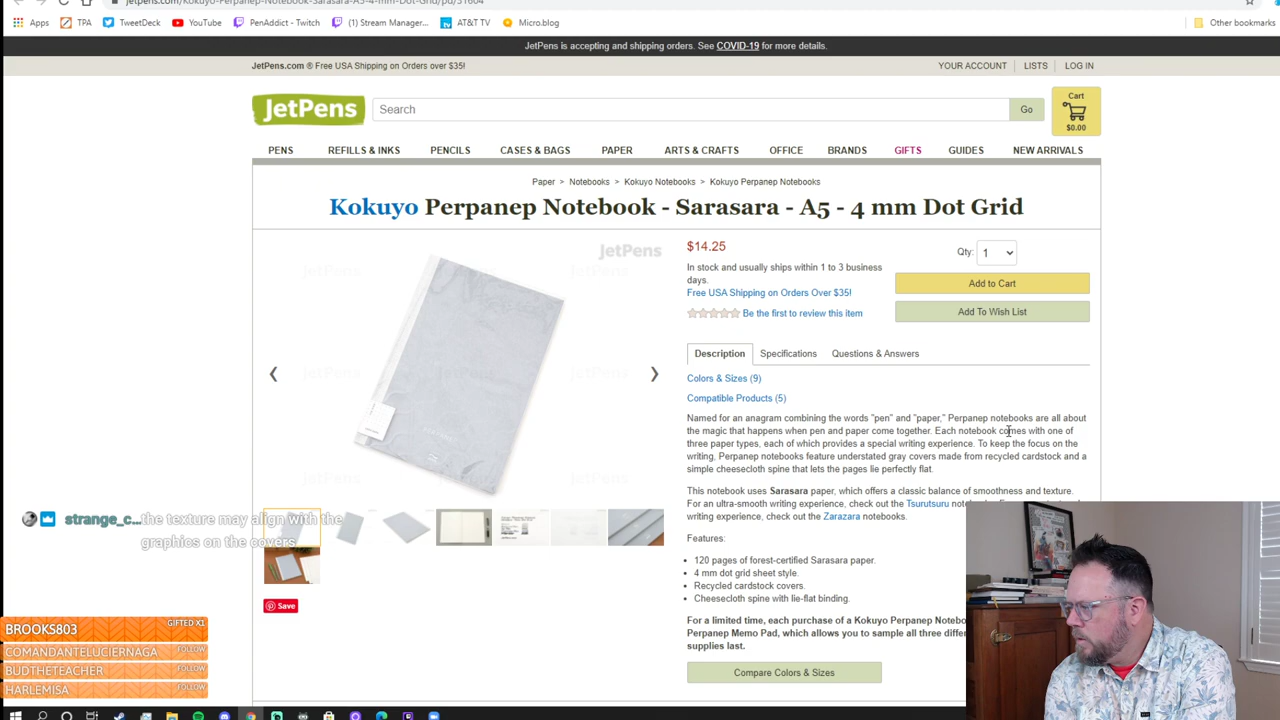 jetpens.com/Kokuyo-Perpanep-Notebook-Sarasara-A5-4-mm-Dot-Grid/pd/31604
Apps TPA TweetDeck YouTube PenAddict - Twitch (1) Stream Manager... AT&T TV Micro.blog Other bookmarks
JetPens is accepting and shipping orders. See COVID-19 for more details.
JetPens.com ® Free USA Shipping on Orders over $35! YOUR ACCOUNT LISTS LOG IN
JetPens Search Go Cart $0.00
PENS REFILLS & INKS PENCILS CASES & BAGS PAPER ARTS & CRAFTS OFFICE BRANDS GIFTS GUIDES NEW ARRIVALS
Paper > Notebooks > Kokuyo Notebooks > Kokuyo Perpanep Notebooks
Kokuyo Perpanep Notebook - Sarasara - A5 - 4 mm Dot Grid
JetPens
$14.25 Qty: 1
In stock and usually ships within 1 to 3 business
days.
Free USA Shipping on Orders Over $35!
Be the first to review this item
Add to Cart
Add To Wish List
Description Specifications Questions & Answers
Colors & Sizes (9)
Compatible Products (5)
Named for an anagram combining the words "pen" and "paper," Perpanep notebooks are all about
the magic that happens when pen and paper come together. Each notebook comes with one of
three paper types, each of which provides a special writing experience. To keep the focus on the
writing, Perpanep notebooks feature understated gray covers made from recycled cardstock and a
simple cheesecloth spine that lets the pages lie perfectly flat.
This notebook uses Sarasara paper, which offers a classic balance of smoothness and texture.
For an ultra-smooth writing experience, check out the Tsurutsuru
writing experience, check out the Zarazara notebooks.
Features:
120 pages of forest-certified Sarasara paper.
4 mm dot grid sheet style.
Recycled cardstock covers.
Cheesecloth spine with lie-flat binding.
For a limited time, each purchase of a Kokuyo Perpanep
Perpanep Memo Pad, which allows you to sample all three
supplies last.
Compare Colors & Sizes
Save
strange_c... the texture may align with the
graphics on the covers
BROOKS803 GIFTED X1
COMANDANTELUCIERNAGA FOLLOW
BUDTHETEACHER FOLLOW
HARLEMISA FOLLOW